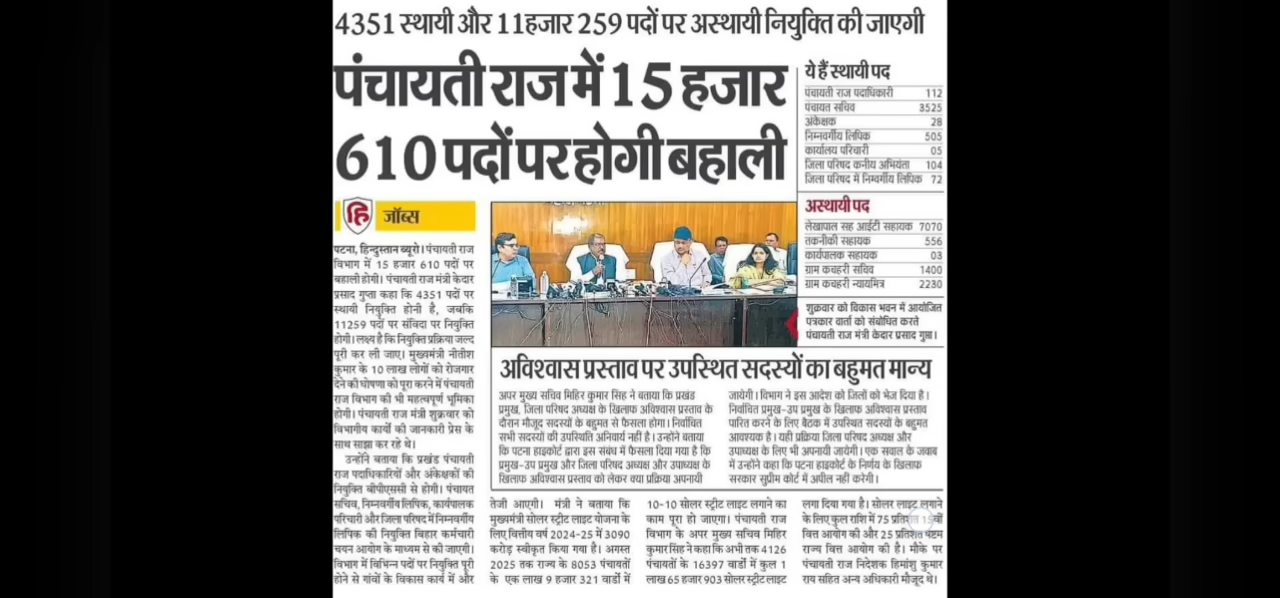 4351 स्थायी और 11हजार 259 पदों पर अस्थायी नियुक्ति की जाएगी
पंचायती राज में 15 हजार
610 पदों पर होगी बहाली
हि जॉब्स
पटना, हिन्दुस्तान ब्यूरो। पंचायती राज
विभाग में 15 हजार 610 पदों पर
बहाली होगी। पंचायती राज मंत्री केदार
प्रसाद गुप्ता कहा कि 4351 पदों पर
स्थायी नियुक्ति होनी है, जबकि
11259 पदों पर संविदा पर नियुक्ति
होगी। लक्ष्य है कि नियुक्ति प्रक्रिया जल्द
पूरी कर ली जाए। मुख्यमंत्री नीतीश
कुमार के 10 लाख लोगों को रोजगार
देने की घोषणा को पूरा करने में पंचायती
राज विभाग की भी महत्वपूर्ण भूमिका
होगी। पंचायती राज मंत्री शुक्रवार को
विभागीय कार्यों की जानकारी प्रेस के
साथ साझा कर रहे थे।
उन्होंने बताया कि प्रखंड पंचायती
राज पदाधिकारियों और अंकेक्षकों की
नियुक्ति बीपीएससी से होगी। पंचायत
सचिव, निम्नवर्गीय लिपिक, कार्यपालक
परिचारी और जिला परिषद में निम्नवर्गीय
लिपिक की नियुक्ति बिहार कर्मचारी
चयन आयोग के माध्यम से की जाएगी।
विभाग में विभिन्न पदों पर नियुक्ति पूरी
होने से गांवों के विकास कार्य में और
तेजी आएगी। मंत्री ने बताया कि
मुख्यमंत्री सोलर स्ट्रीट लाइट योजना के
लिए वित्तीय वर्ष 2024-25 में 3090
करोड़ स्वीकृत किया गया है। अगस्त
2025 तक राज्य के 8053 पंचायतों
के एक लाख 9 हजार 321 वार्डों में
10-10 सोलर स्ट्रीट लाइट लगाने का
काम पूरा हो जाएगा। पंचायती राज
विभाग के अपर मुख्य सचिव मिहिर
कुमार सिंह ने कहा कि अभी तक 4126
पंचायतों के 16397 वार्डों में कुल 1
लाख 65 हजार 903 सोलर स्ट्रीट लाइट
लगा दिया गया है। सोलर लाइट लगाने
के लिए कुल राशि में 75
वित्त आयोग की और 25 प्रतिशत षष्टम
राज्य वित्त आयोग की है। मौके पर
पंचायती राज निदेशक हिमांशु कुमार
राय सहित अन्य अधिकारी मौजूद थे।
ये हैं स्थायी पद
पंचायती राज पदाधिकारी 112
पंचायत सचिव 3525
अंकेक्षक 28
निम्नवर्गीय लिपिक 505
कार्यालय परिचारी 05
जिला परिषद कनीय अभियंता 104
जिला परिषद में निम्वर्गीय लिपिक 72
अस्थायी पद
लेखापाल सह आईटी सहायक 7070
तकनीकी सहायक 556
कार्यपालक सहायक 03
ग्राम कचहरी सचिव 1400
ग्राम कचहरी न्यायमित्र 2230
शुक्रवार को विकास भवन में आयोजित
पत्रकार वार्ता को संबोधित करते
पंचायती राज मंत्री केदार प्रसाद गुप्ता।
अविश्वास प्रस्ताव पर उपस्थित सदस्यों का बहुमत मान्य
अपर मुख्य सचिव मिहिर कुमार सिंह ने बताया कि प्रखंड
प्रमुख, जिला परिषद अध्यक्ष के खिलाफ अविश्वास प्रस्ताव के
दौरान मौजूद सदस्यों के बहुमत से फैसला होगा। निर्वाचित
सभी सदस्यों की उपस्थिति अनिवार्य नहीं है। उन्होंने बताया
कि पटना हाइकोर्ट द्वारा इस संबंध में फैसला दिया गया है कि
प्रमुख-उप प्रमुख और जिला परिषद अध्यक्ष और उपाध्यक्ष के
खिलाफ अविश्वास प्रस्ताव को लेकर क्या प्रक्रिया अपनायी
जायेगी। विभाग ने इस आदेश को जिलों को भेज दिया है।
निर्वाचित प्रमुख-उप प्रमुख के खिलाफ अविश्वास प्रस्ताव
पारित करने के लिए बैठक में उपस्थित सदस्यों के बहुमत
आवश्यक है। यही प्रक्रिया जिला परिषद अध्यक्ष और
उपाध्यक्ष के लिए भी अपनायी जायेगी। एक सवाल के जवाब
में उन्होंने कहा कि पटना हाइकोर्ट के निर्णय के खिलाफ
सरकार सुप्रीम कोर्ट में अपील नहीं करेगी।